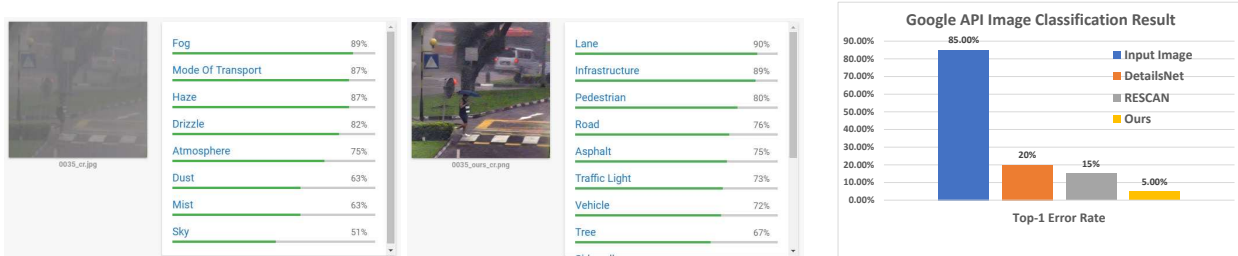 Fog 89%
Mode Of Transport 87%
Haze 87%
Drizzle 82%
Atmosphere 75%
Dust 63%
Mist 63%
Sky 51%
0035_cr.jpg
Lane 90%
Infrastructure 89%
Pedestrian 80%
Road 76%
Asphalt 75%
Traffic Light 73%
Vehicle 72%
Tree 67%
0035_ours_cr.png
Google API Image Classification Result
90.00%
80.00%
70.00%
60.00%
50.00%
40.00%
30.00%
20.00%
10.00%
0.00%
85.00%
20%
15%
5.00%
Input Image
DetailsNet
RESCAN
Ours
Top-1 Error Rate